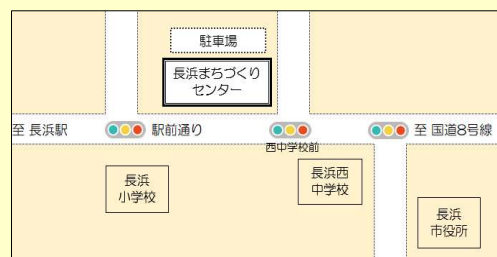 駐車場
長浜まちづくり
センター
至 長浜駅
駅前通り
至 国道8号線
西中学校前
長浜
小学校
長浜西
中学校
長浜
市役所